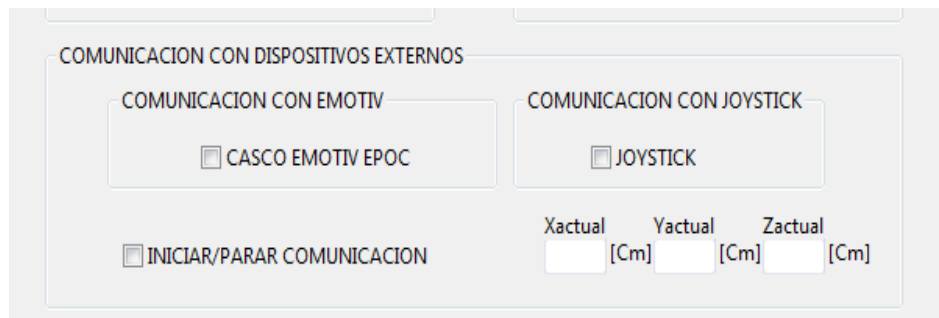 COMUNICACION CON DISPOSITIVOS EXTERNOS
COMUNICACION CON EMOTIV
CASCO EMOTIV EPOC
COMUNICACION CON JOYSTICK
JOYSTICK
INICIAR/PARAR COMUNICACION
Xactual Yactual Zactual
[Cm] [Cm] [Cm]